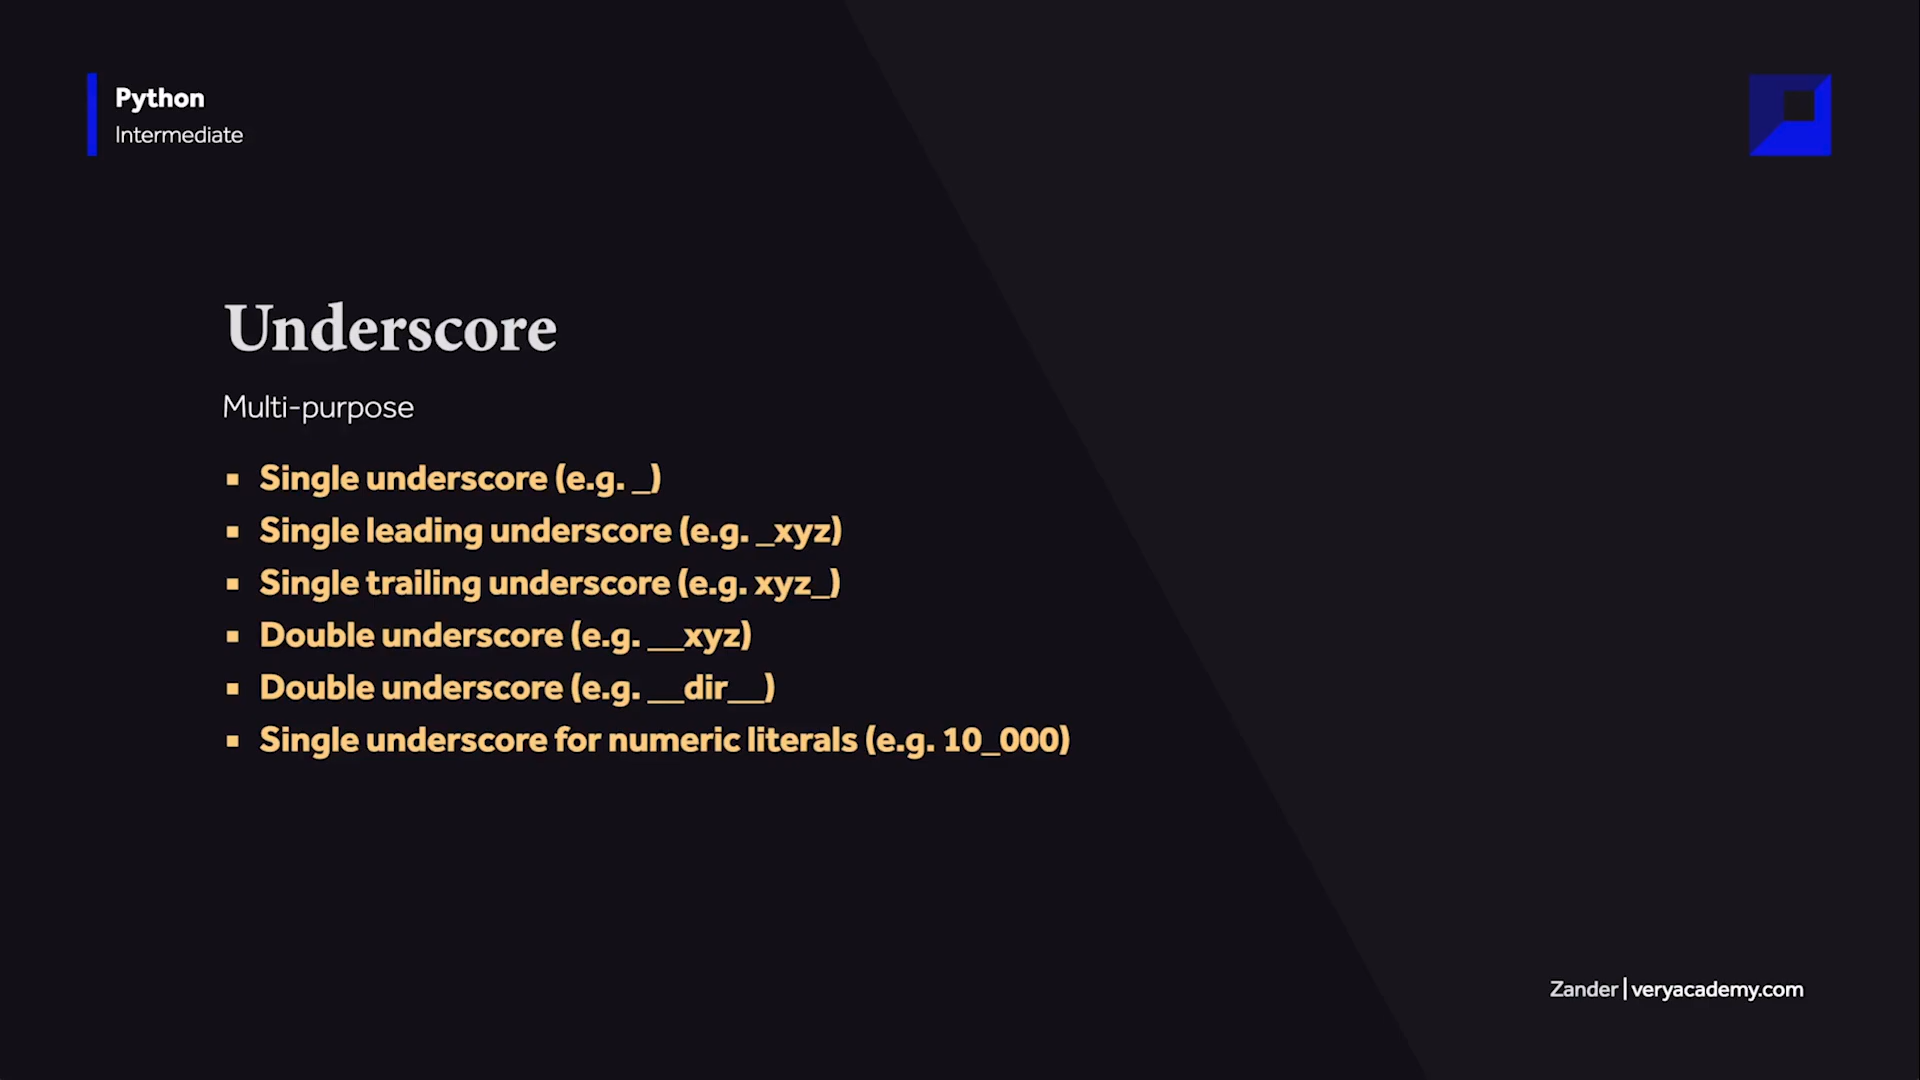 Python
Intermediate
Underscore
Multi-purpose
▪ Single underscore (e.g. _)
▪ Single leading underscore (e.g. _xyz)
▪ Single trailing underscore (e.g. xyz_)
▪ Double underscore (e.g. __xyz)
▪ Double underscore (e.g. __dir__)
▪ Single underscore for numeric literals (e.g. 10_000)
Zander | veryacademy.com